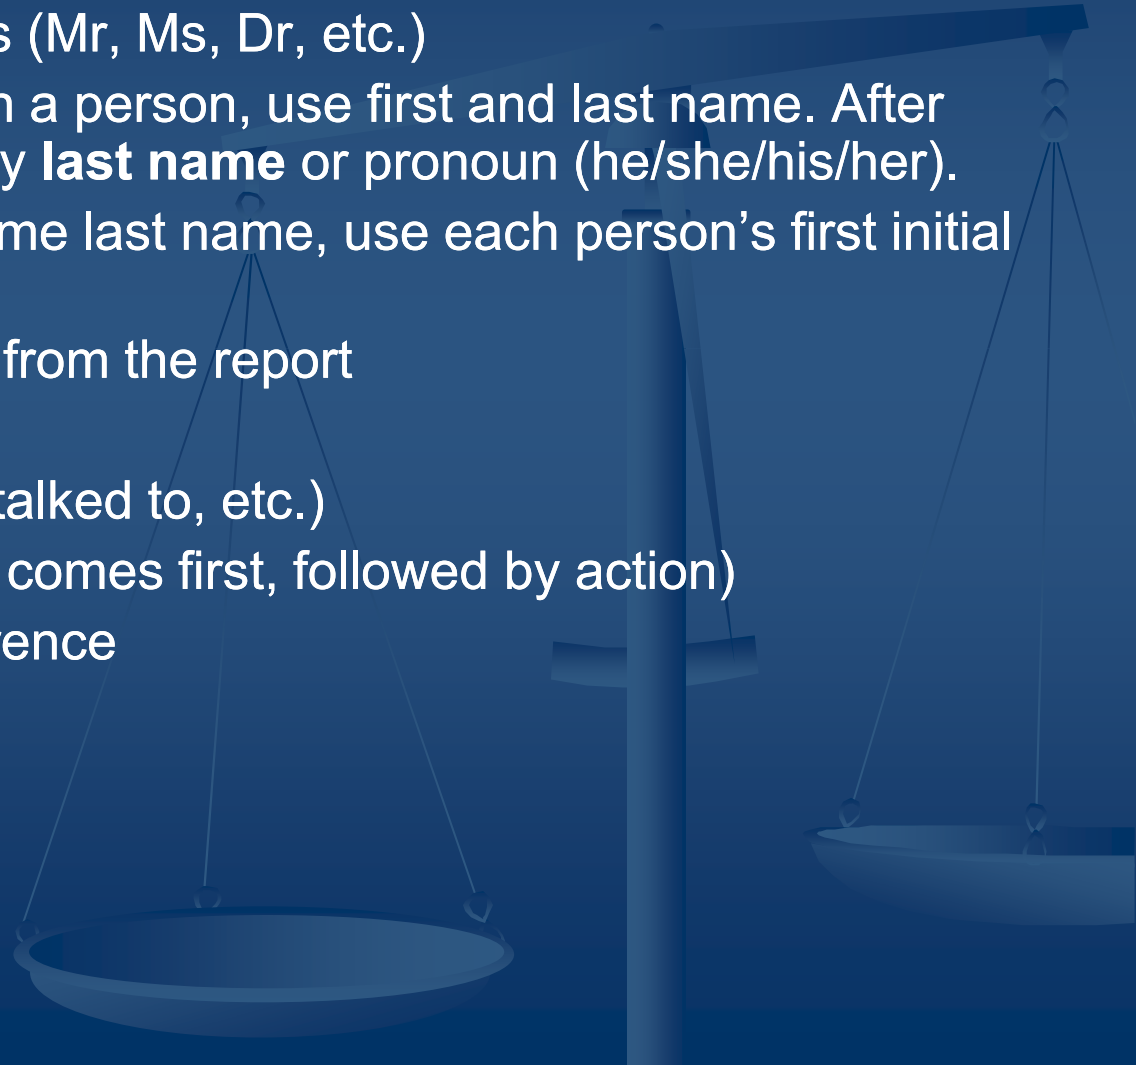 s (Mr, Ms, Dr, etc.)
n a person, use first and last name. After
y last name or pronoun (he/she/his/her).
me last name, use each person’s first initial
from the report
talked to, etc.)
comes first, followed by action)
ence